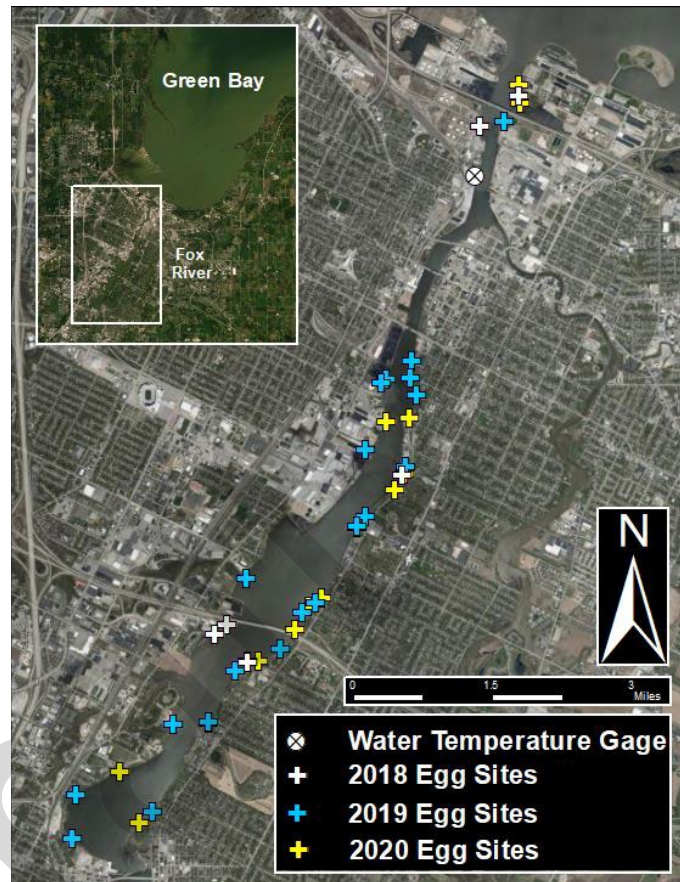 Green Bay
Fox
River
N
0 1.5 3
Miles
Water Temperature Gage
2018 Egg Sites
2019 Egg Sites
2020 Egg Sites